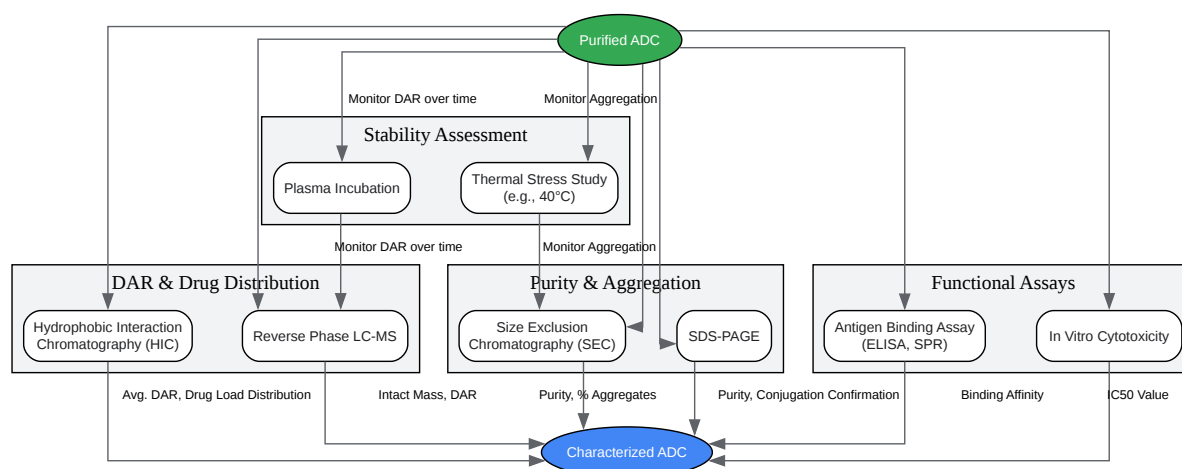 Purified ADC
Monitor DAR over time
Monitor Aggregation
Stability Assessment
Plasma Incubation
Thermal Stress Study
(e.g., 40°C)
Monitor DAR over time
Monitor Aggregation
DAR & Drug Distribution
Purity & Aggregation
Functional Assays
Hydrophobic Interaction
Chromatography (HIC)
Reverse Phase LC-MS
Size Exclusion
Chromatography (SEC)
SDS-PAGE
Antigen Binding Assay
(ELISA, SPR)
In Vitro Cytotoxicity
Avg. DAR, Drug Load Distribution
Intact Mass, DAR
Purity, % Aggregates
Purity, Conjugation Confirmation
Binding Affinity
IC50 Value
Characterized ADC